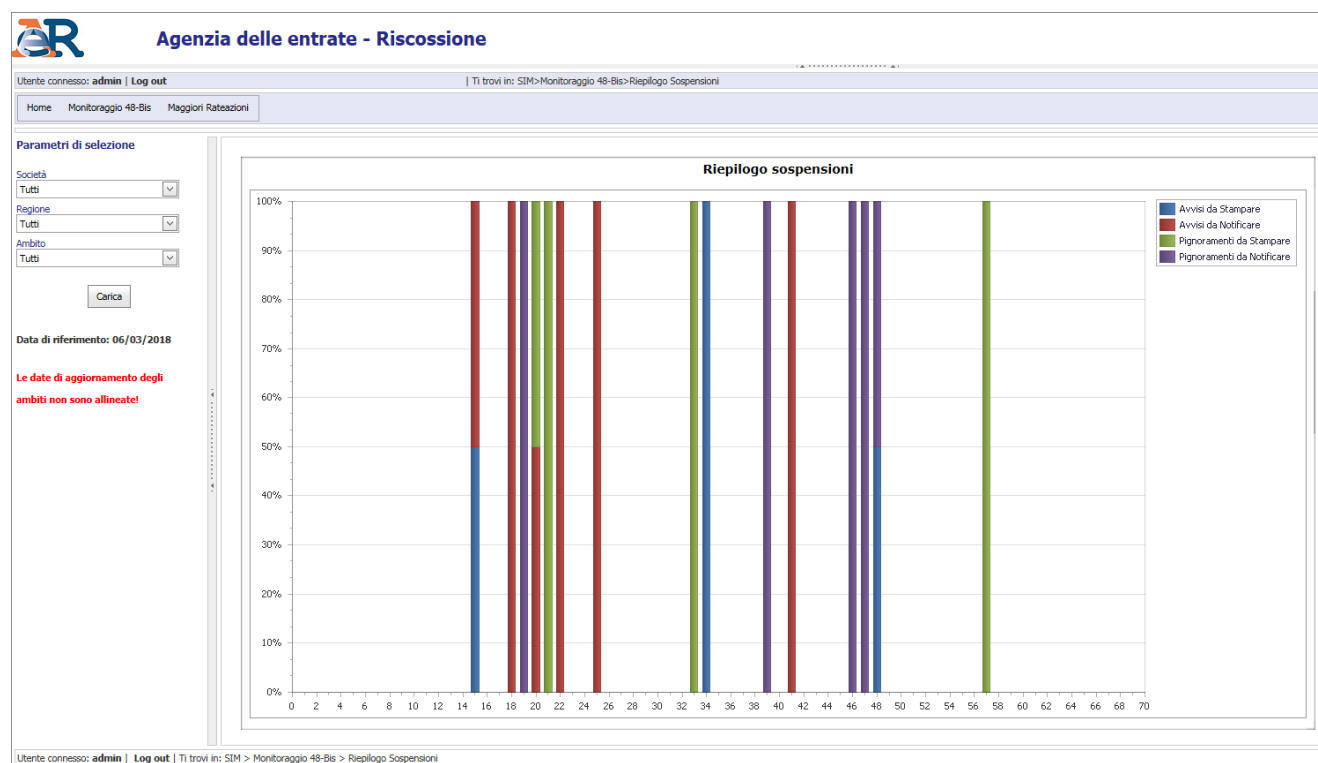 AeR
Agenzia delle entrate - Riscossione
Utente connesso: admin | Log out
| Ti trovi in: SIM>Monitoraggio 48-Bis>Riepilogo Sospensioni
Home Monitoraggio 48-Bis Maggiori Rateazioni
Parametri di selezione
Società
Tutti
Regione
Tutti
Ambito
Tutti
Carica
Data di riferimento: 06/03/2018
Le date di aggiornamento degli
ambiti non sono allineate!
Riepilogo sospensioni
100%
90%
80%
70%
60%
50%
40%
30%
20%
10%
0%
0 2 4 6 8 10 12 14 16 18 20 22 24 26 28 30 32 34 36 38 40 42 44 46 48 50 52 54 56 58 60 62 64 66 68 70
Avvisi da Stampare
Avvisi da Notificare
Pignoramenti da Stampare
Pignoramenti da Notificare
Utente connesso: admin | Log out | Ti trovi in: SIM > Monitoraggio 48-Bis > Riepilogo Sospensioni